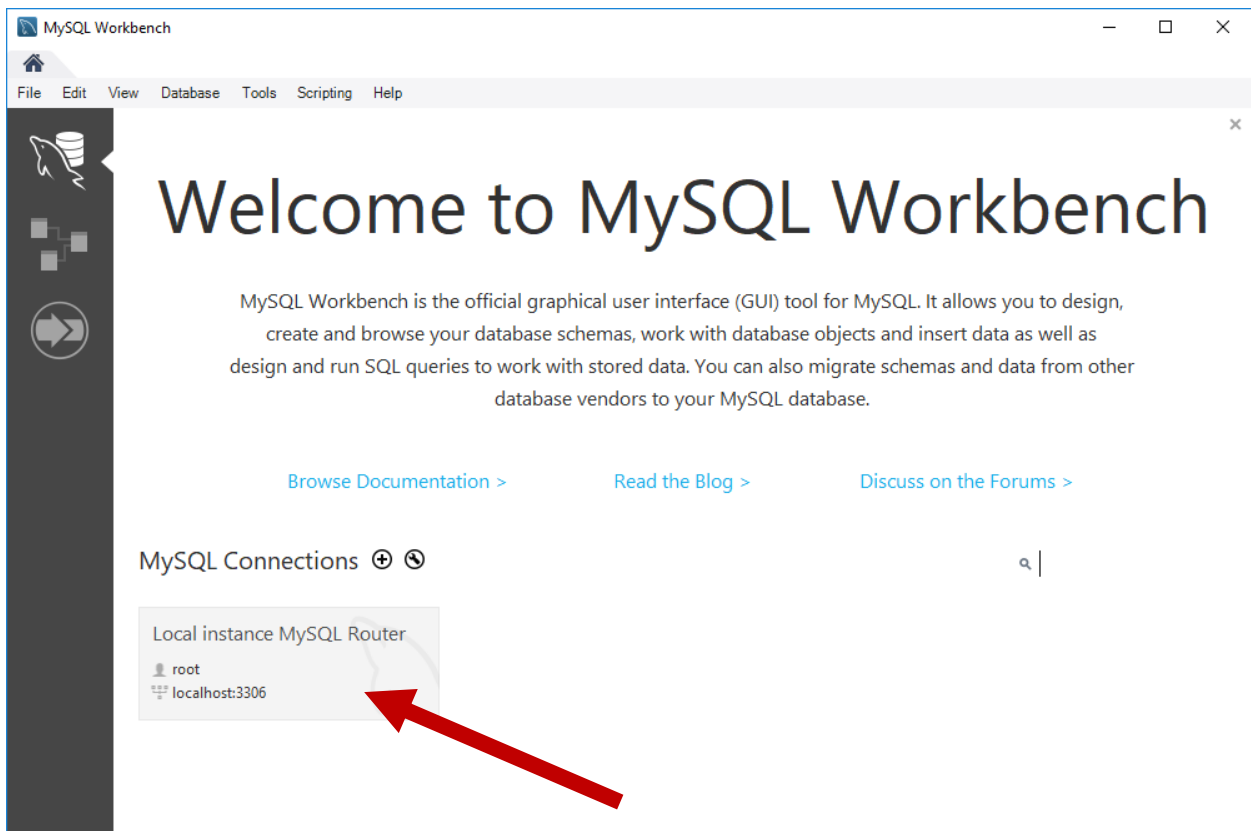 MySQL Workbench
File Edit View Database Tools Scripting Help
Welcome to MySQL Workbench
MySQL Workbench is the official graphical user interface (GUI) tool for MySQL. It allows you to design,
create and browse your database schemas, work with database objects and insert data as well as
design and run SQL queries to work with stored data. You can also migrate schemas and data from other
database vendors to your MySQL database.
Browse Documentation > Read the Blog > Discuss on the Forums >
MySQL Connections
Local instance MySQL Router
root
localhost:3306